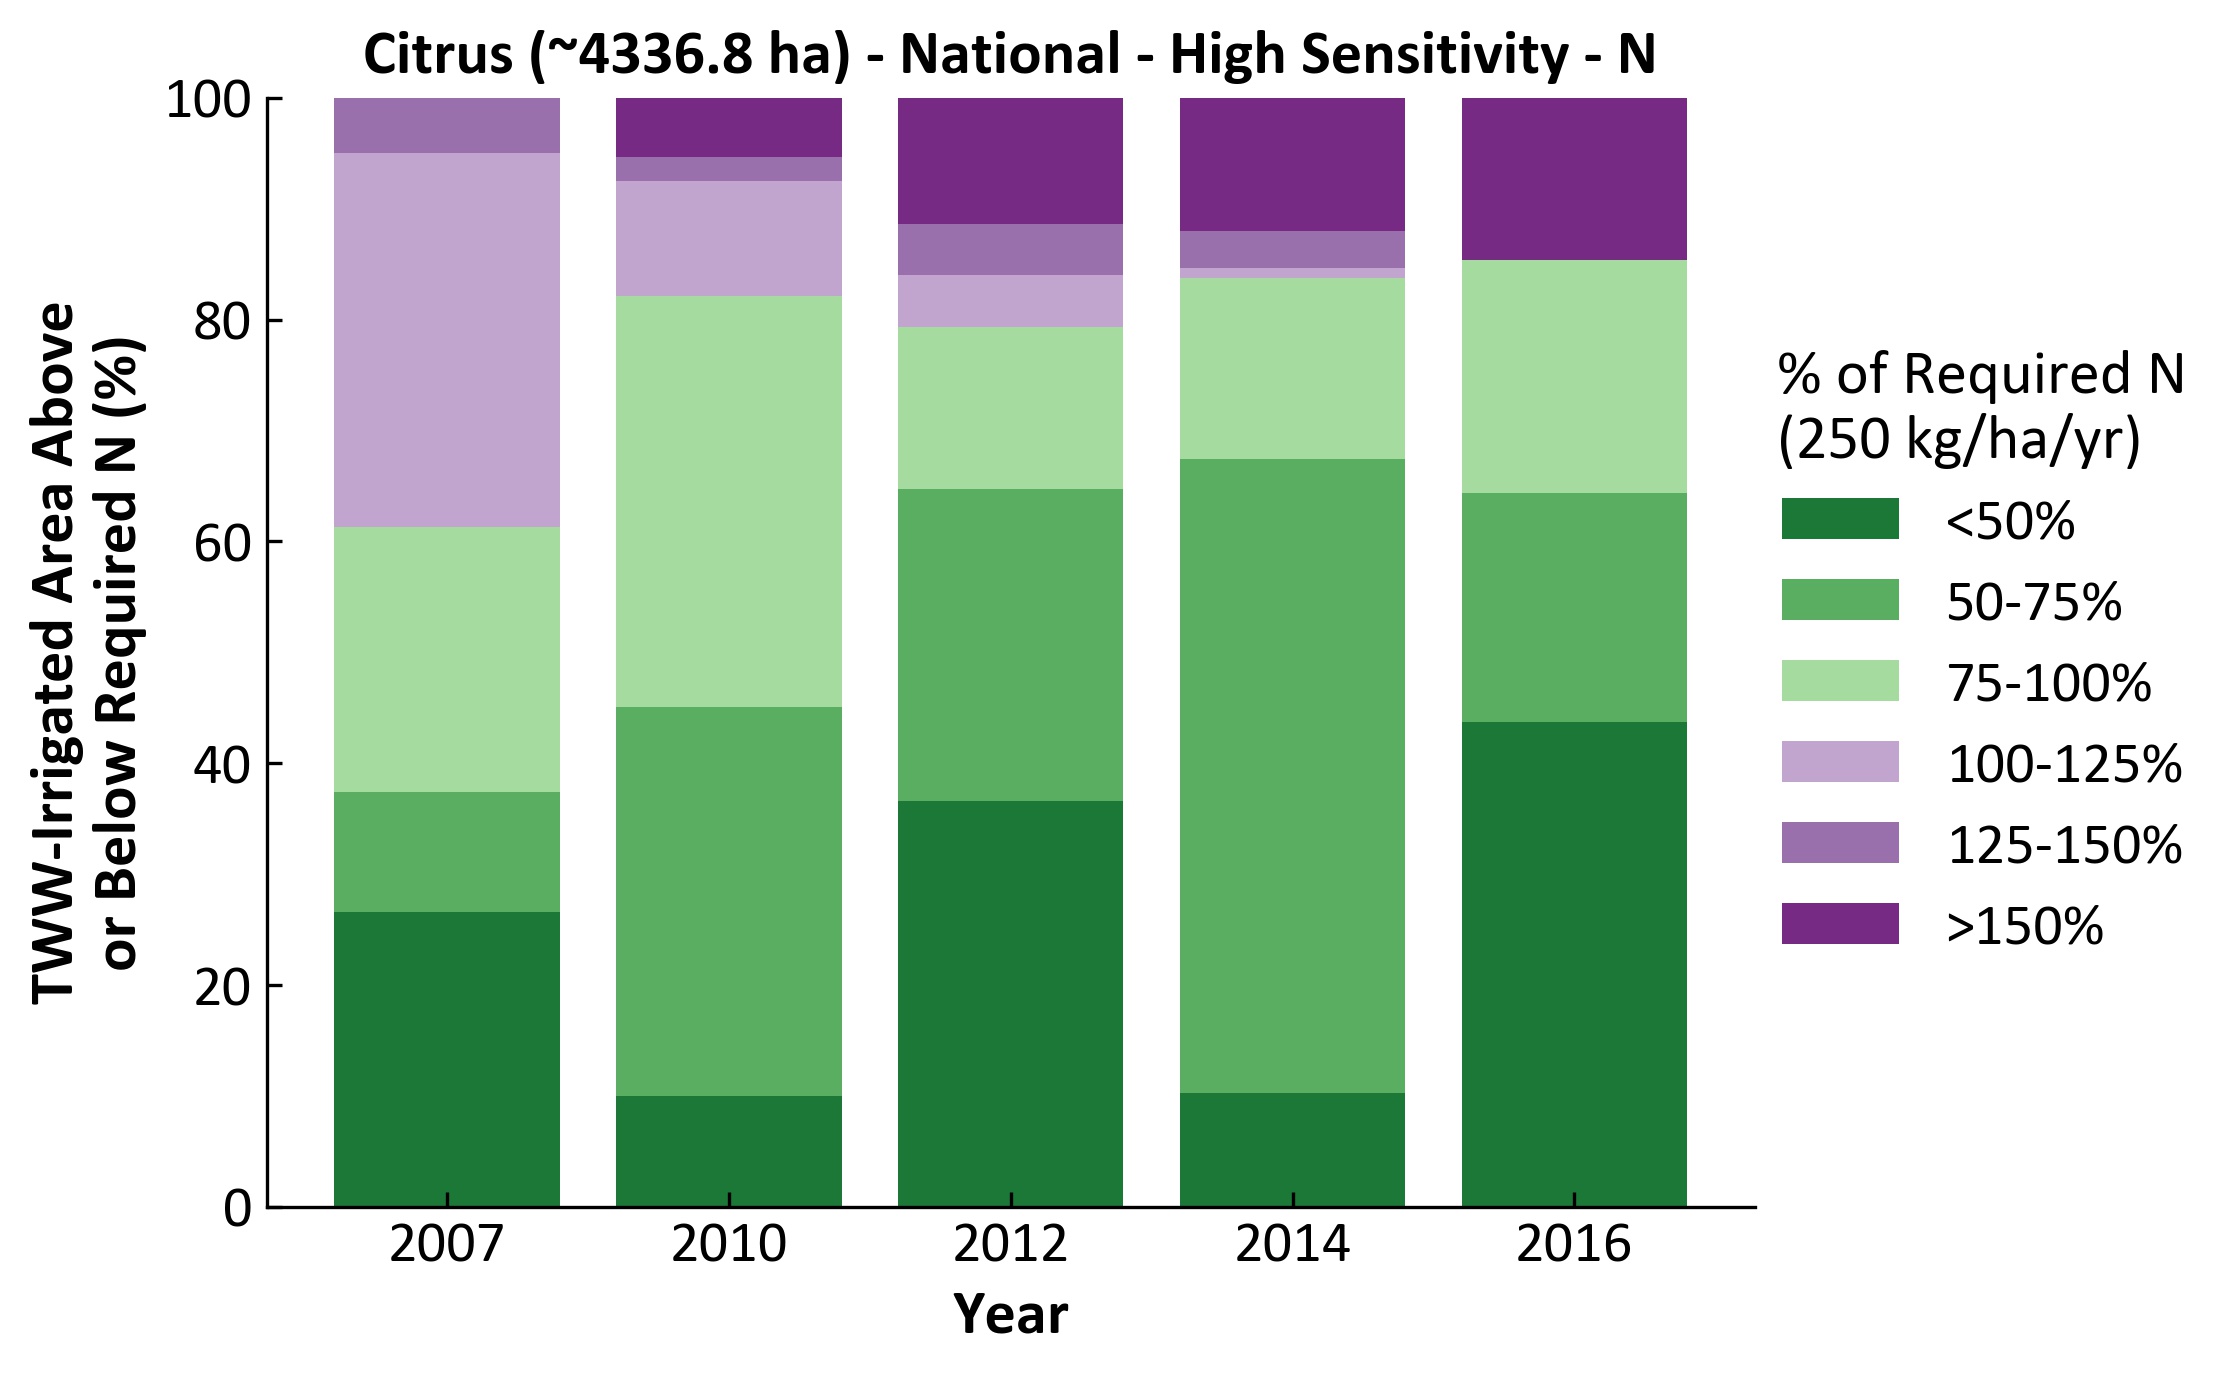 Citrus (~4336.8 ha) - National - High Sensitivity - N
TWW-Irrigated Area Above
or Below Required N (%)
100
80
60
40
20
0
2007
2010
2012
2014
2016
Year
% of Required N
(250 kg/ha/yr)
<50%
50-75%
75-100%
100-125%
125-150%
>150%